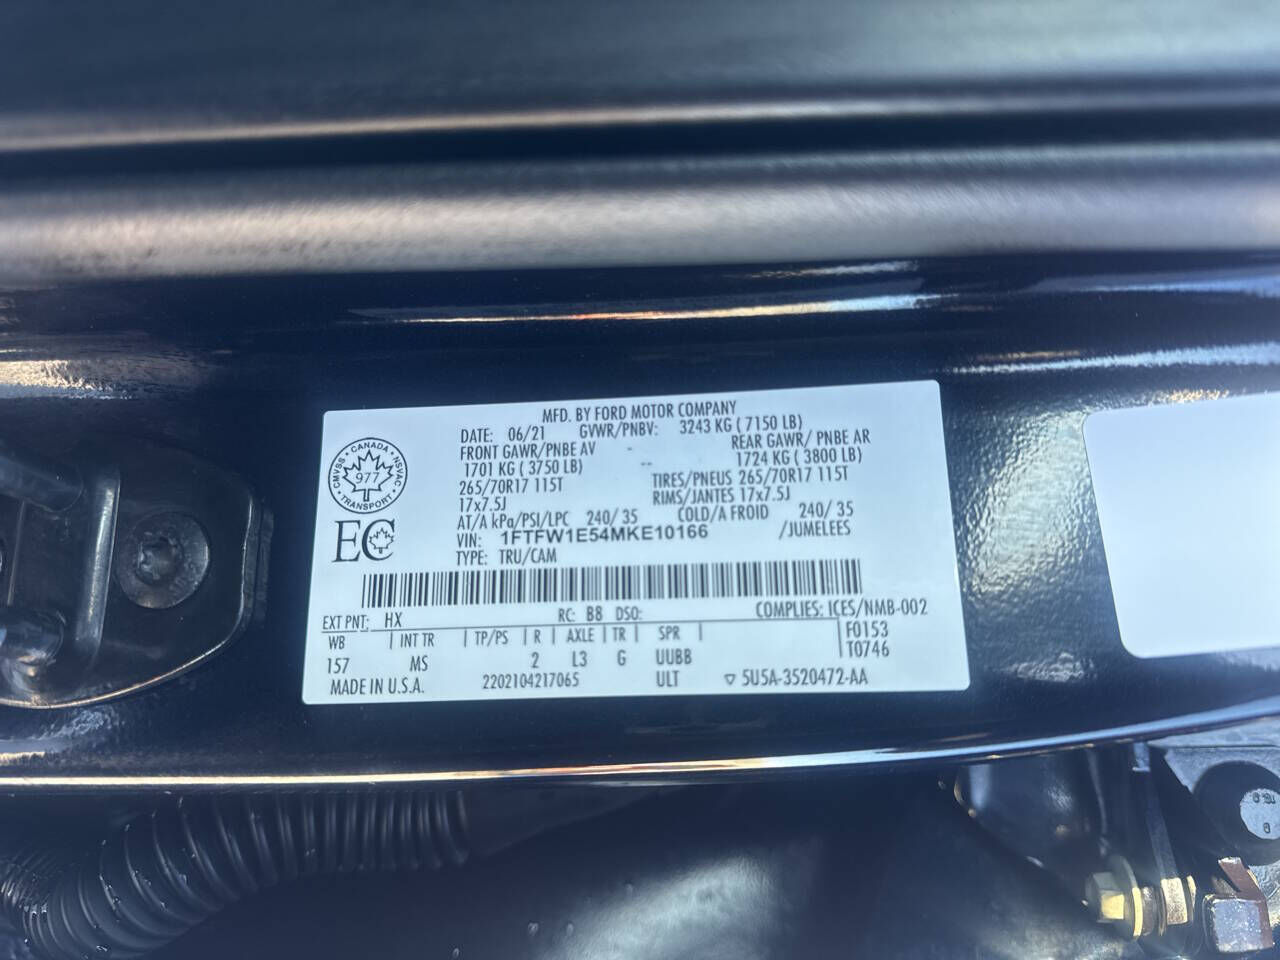 MFD. BY FORD MOTOR COMPANY
DATE: 06/21 GVWR/PNBV: 3243 KG ( 7150 LB)
FRONT GAWR/PNBE AV - REAR GAWR/ PNBE AR
1701 KG ( 3750 LB) -- 1724 KG ( 3800 LB)
265/70R17 115T TIRES/PNEUS 265/70R17 115T
17x7.5J RIMS/JANTES 17x7.5J
AT/A kPa/PSI/LPC 240/ 35 COLD/A FROID 240/ 35
VIN: 1FTFW1E54MKE10166 /JUMELEES
TYPE: TRU/CAM
CANADA
CMVSS NSVAC
977
TRANSPORT
EC
EXT PNT: HX RC: B8 DSO: COMPLIES: ICES/NMB-002
WB INT TR TP/PS R AXLE TR SPR F0153
157 MS 2 L3 G UUBB T0746
MADE IN U.S.A. 2202104217065 ULT ▽ 5U5A-3520472-AA